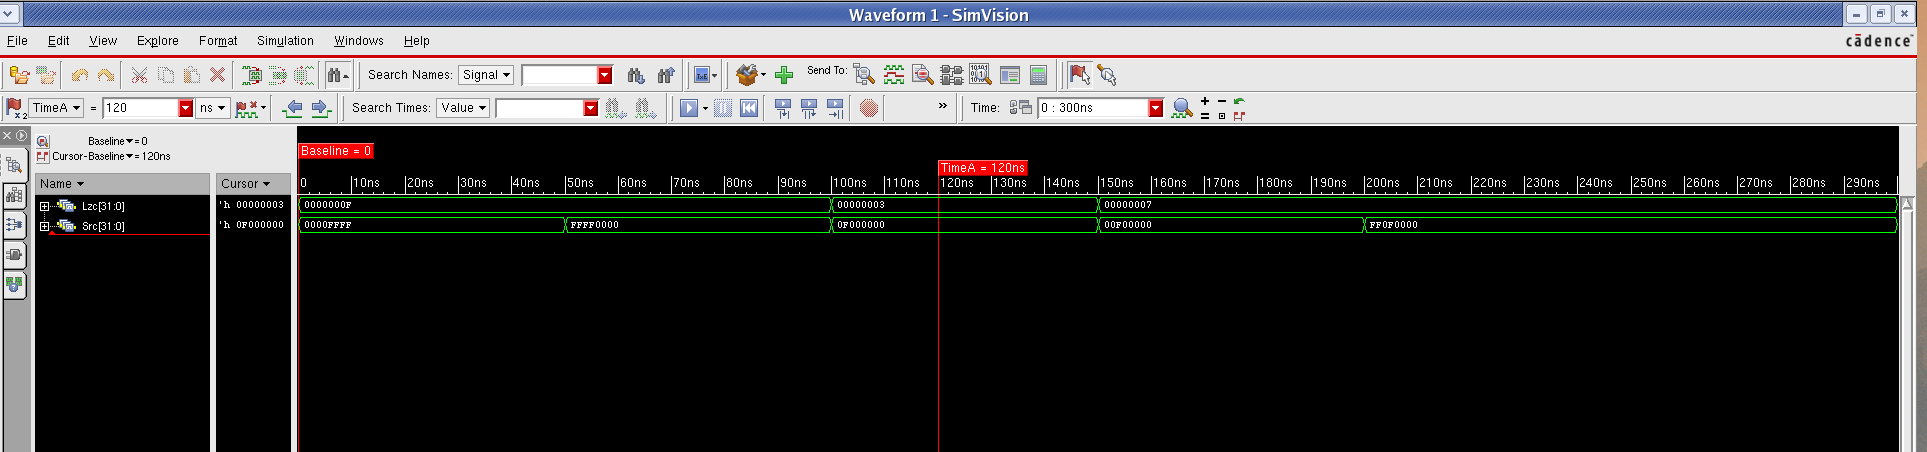 Waveform 1 - SimVision
File Edit View Explore Format Simulation Windows Help
cādence™
Search Names: Signal Send To:
TimeA = 120 ns Search Times: Value » Time: 0 : 300ns
Baseline = 0
Cursor-Baseline = 120ns
Baseline = 0
TimeA = 120ns
Name Cursor 0 10ns 20ns 30ns 40ns 50ns 60ns 70ns 80ns 90ns 100ns 110ns 120ns 130ns 140ns 150ns 160ns 170ns 180ns 190ns 200ns 210ns 220ns 230ns 240ns 250ns 260ns 270ns 280ns 290ns
Lzc[31:0] 'h 00000003 0000000F 00000003 00000007
Src[31:0] 'h 0F000000 0000FFFF FFFF0000 0F000000 00F00000 FF0F0000